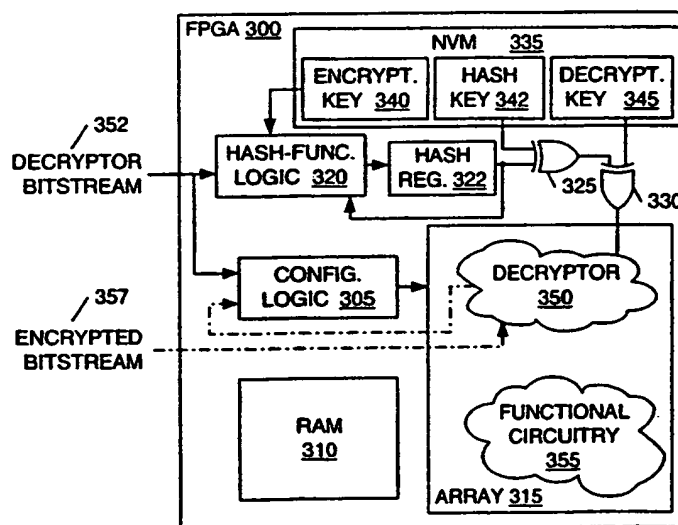 FPGA 300
NVM 335
ENCRYPT.
KEY 340
HASH
KEY 342
DECRYPT.
KEY 345
352
DECRYPTOR
BITSTREAM
HASH-FUNC.
LOGIC 320
HASH
REG. 322
325
330
CONFIG.
LOGIC 305
DECRYPTOR
350
357
ENCRYPTED
BITSTREAM
RAM
310
FUNCTIONAL
CIRCUITRY
355
ARRAY 315